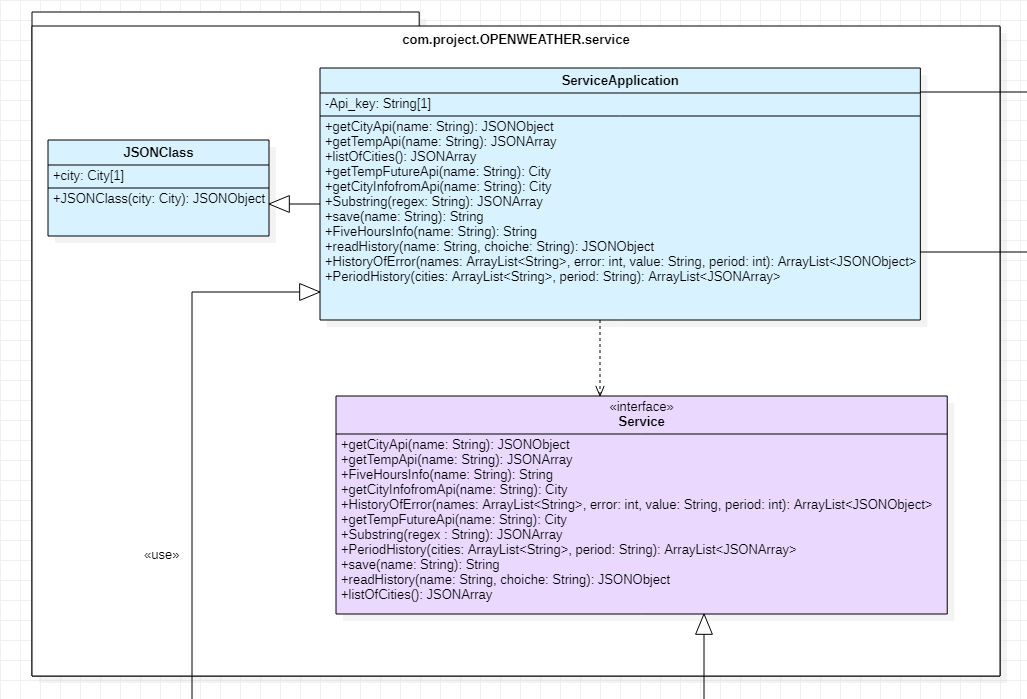 com.project.OPENWEATHER.service
ServiceApplication
-Api_key: String[1]
+getCityApi(name: String): JSONObject
+getTempApi(name: String): JSONArray
+listOfCities(): JSONArray
+getTempFutureApi(name: String): City
+getCityInfofromApi(name: String): City
+Substring(regex: String): JSONArray
+save(name: String): String
+FiveHoursInfo(name: String): String
+readHistory(name: String, choiche: String): JSONObject
+HistoryOfError(names: ArrayList<String>, error: int, value: String, period: int): ArrayList<JSONObject>
+PeriodHistory(cities: ArrayList<String>, period: String): ArrayList<JSONArray>
JSONClass
+city: City[1]
+JSONClass(city: City): JSONObject
«interface»
Service
+getCityApi(name: String): JSONObject
+getTempApi(name: String): JSONArray
+FiveHoursInfo(name: String): String
+getCityInfofromApi(name: String): City
+HistoryOfError(names: ArrayList<String>, error: int, value: String, period: int): ArrayList<JSONObject>
+getTempFutureApi(name: String): City
+Substring(regex : String): JSONArray
+PeriodHistory(cities: ArrayList<String>, period: String): ArrayList<JSONArray>
+save(name: String): String
+readHistory(name: String, choiche: String): JSONObject
+listOfCities(): JSONArray
«use»